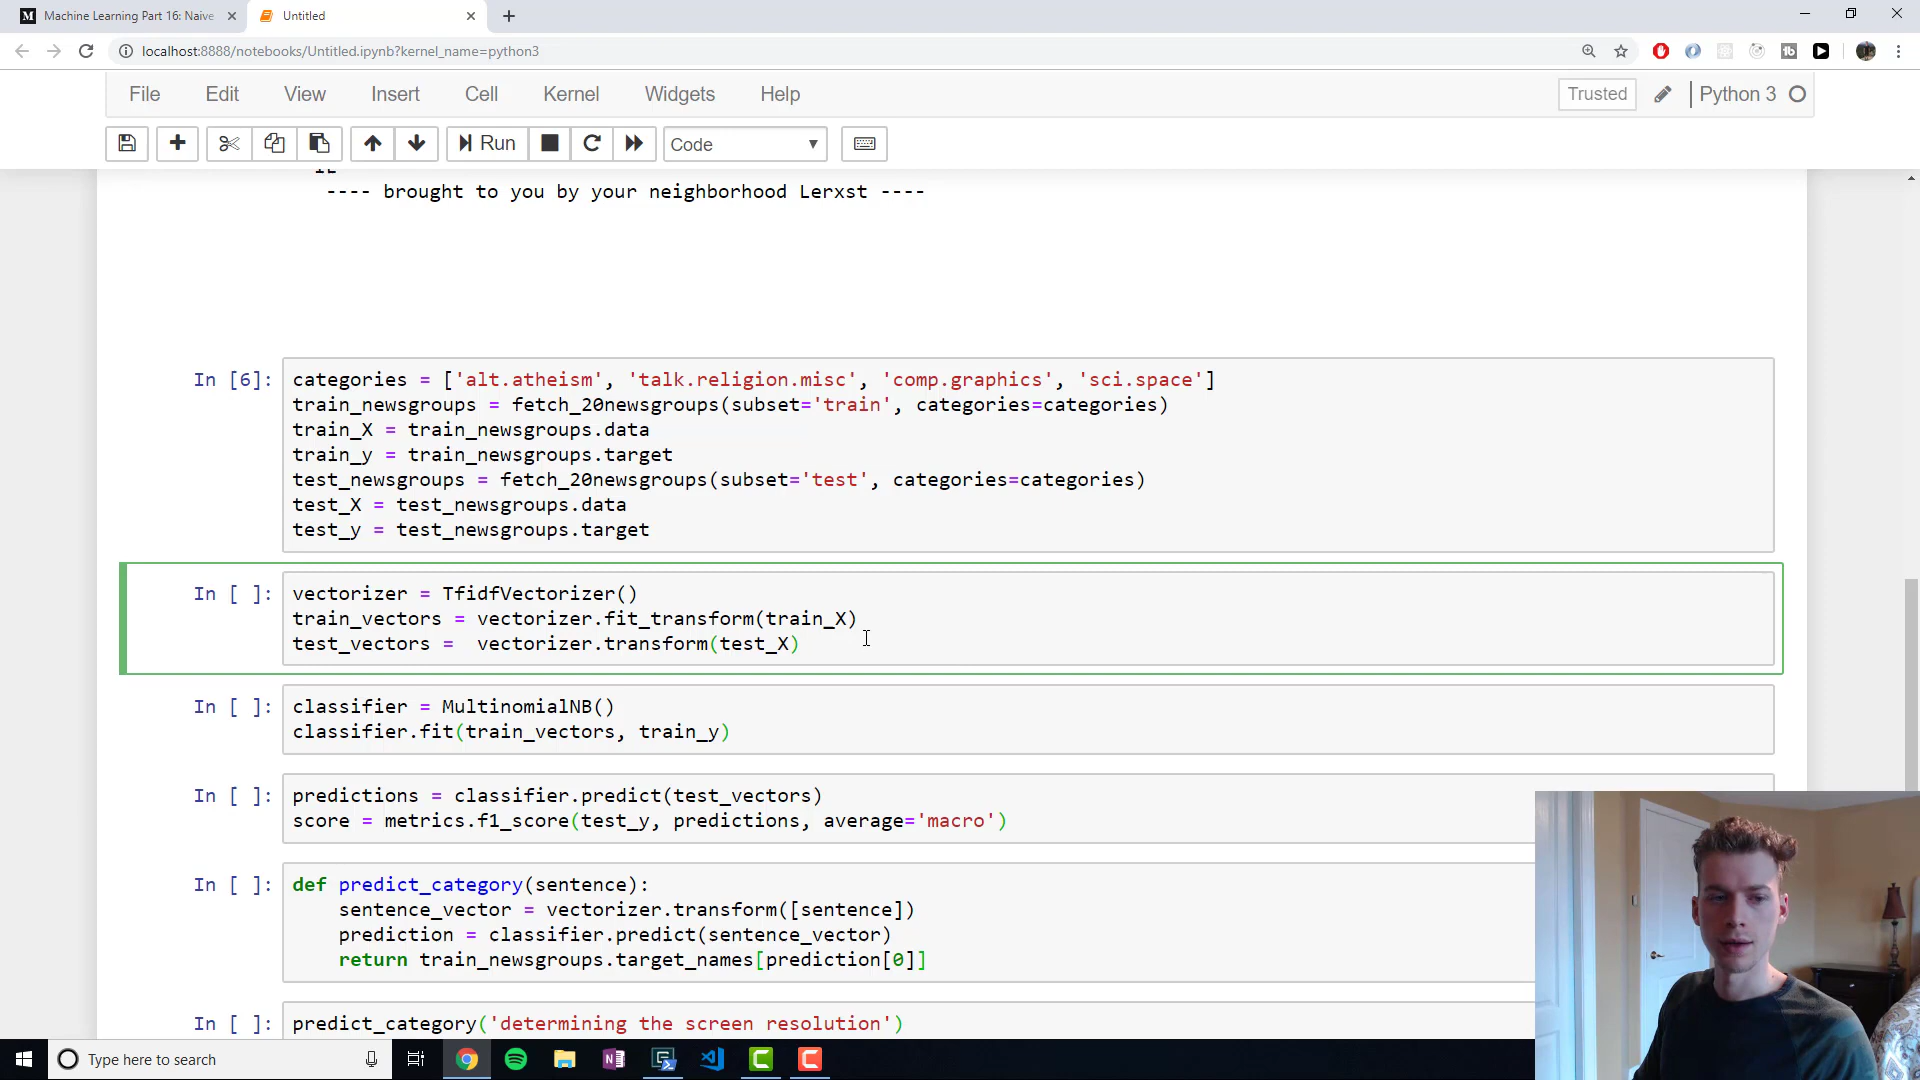 Machine Learning Part 16: Naive
Untitled
localhost:8888/notebooks/Untitled.ipynb?kernel_name=python3
File Edit View Insert Cell Kernel Widgets Help
Trusted
Python 3
Run
Code
---- brought to you by your neighborhood Lerxst ----
In [6]:
categories = ['alt.atheism', 'talk.religion.misc', 'comp.graphics', 'sci.space']
train_newsgroups = fetch_20newsgroups(subset='train', categories=categories)
train_X = train_newsgroups.data
train_y = train_newsgroups.target
test_newsgroups = fetch_20newsgroups(subset='test', categories=categories)
test_X = test_newsgroups.data
test_y = test_newsgroups.target
In [ ]:
vectorizer = TfidfVectorizer()
train_vectors = vectorizer.fit_transform(train_X)
test_vectors =  vectorizer.transform(test_X)
In [ ]:
classifier = MultinomialNB()
classifier.fit(train_vectors, train_y)
In [ ]:
predictions = classifier.predict(test_vectors)
score = metrics.f1_score(test_y, predictions, average='macro')
In [ ]:
def predict_category(sentence):
    sentence_vector = vectorizer.transform([sentence])
    prediction = classifier.predict(sentence_vector)
    return train_newsgroups.target_names[prediction[0]]
In [ ]:
predict_category('determining the screen resolution')
Type here to search